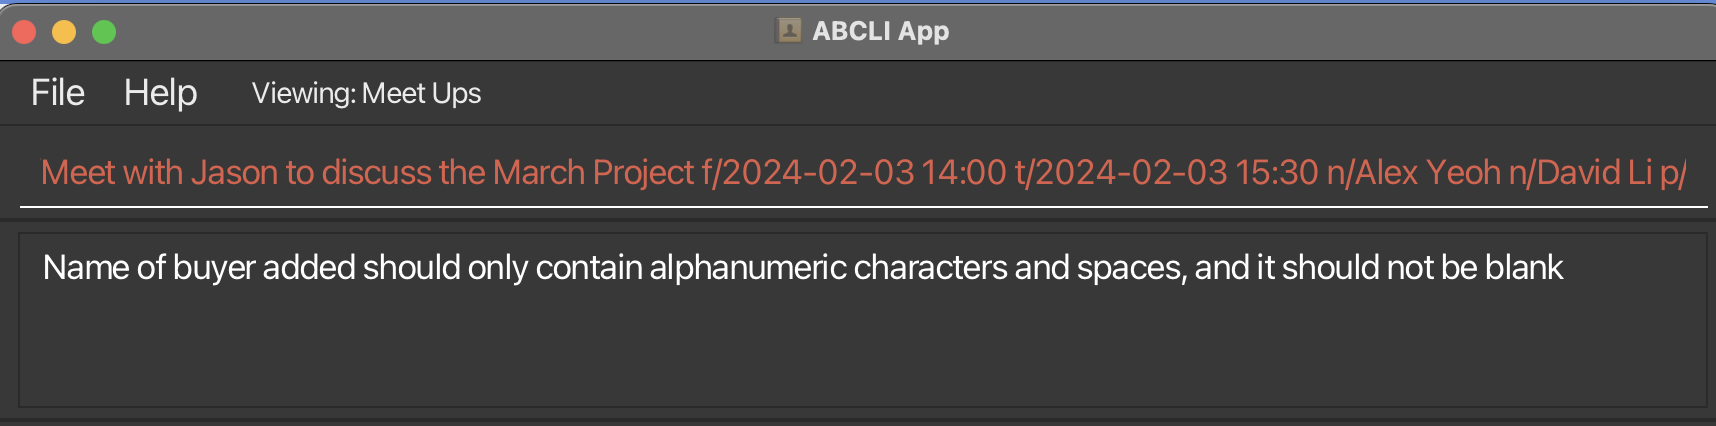 ABCLI App
File Help Viewing: Meet Ups
Meet with Jason to discuss the March Project f/2024-02-03 14:00 t/2024-02-03 15:30 n/Alex Yeoh n/David Li p/
Name of buyer added should only contain alphanumeric characters and spaces, and it should not be blank